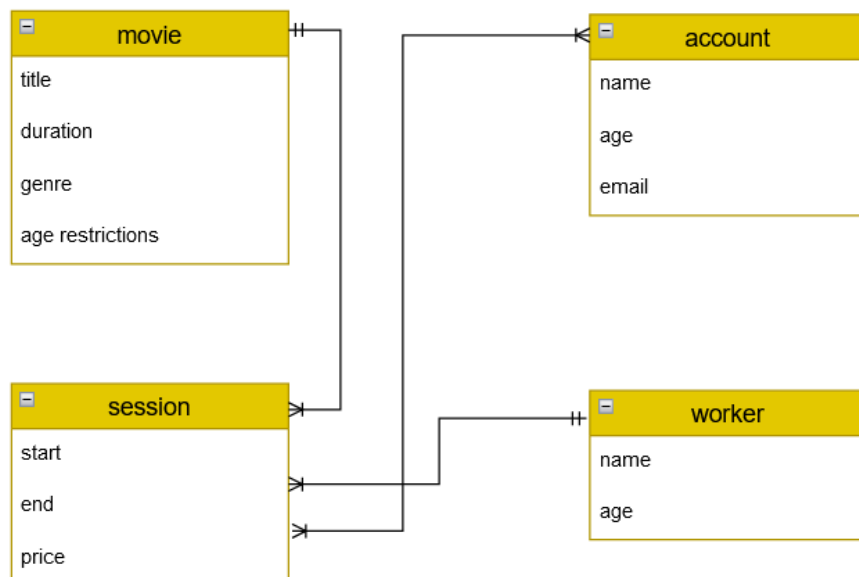 movie
title
duration
genre
age restrictions
account
name
age
email
session
start
end
price
worker
name
age